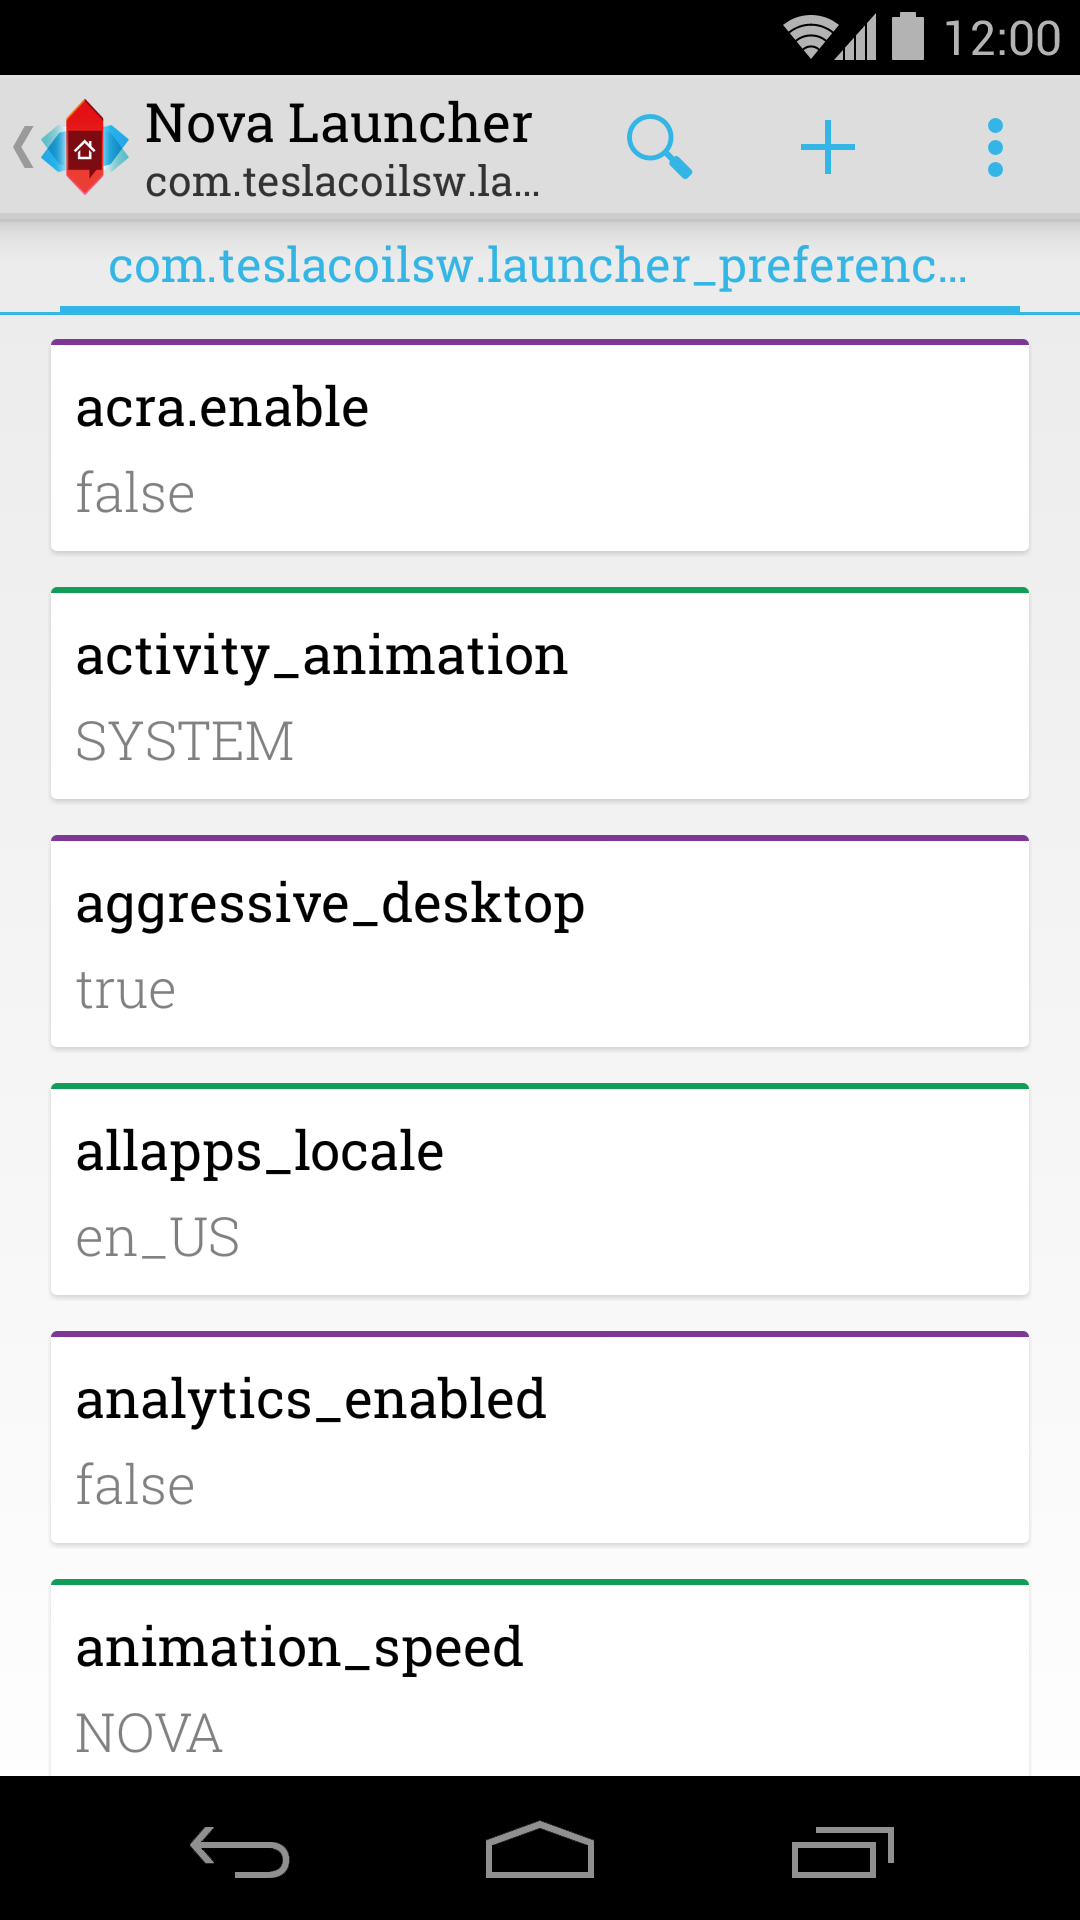 12:00
Nova Launcher
com.teslacoilsw.la...
com.teslacoilsw.launcher_preferenc...
acra.enable
false
activity_animation
SYSTEM
aggressive_desktop
true
allapps_locale
en_US
analytics_enabled
false
animation_speed
NOVA